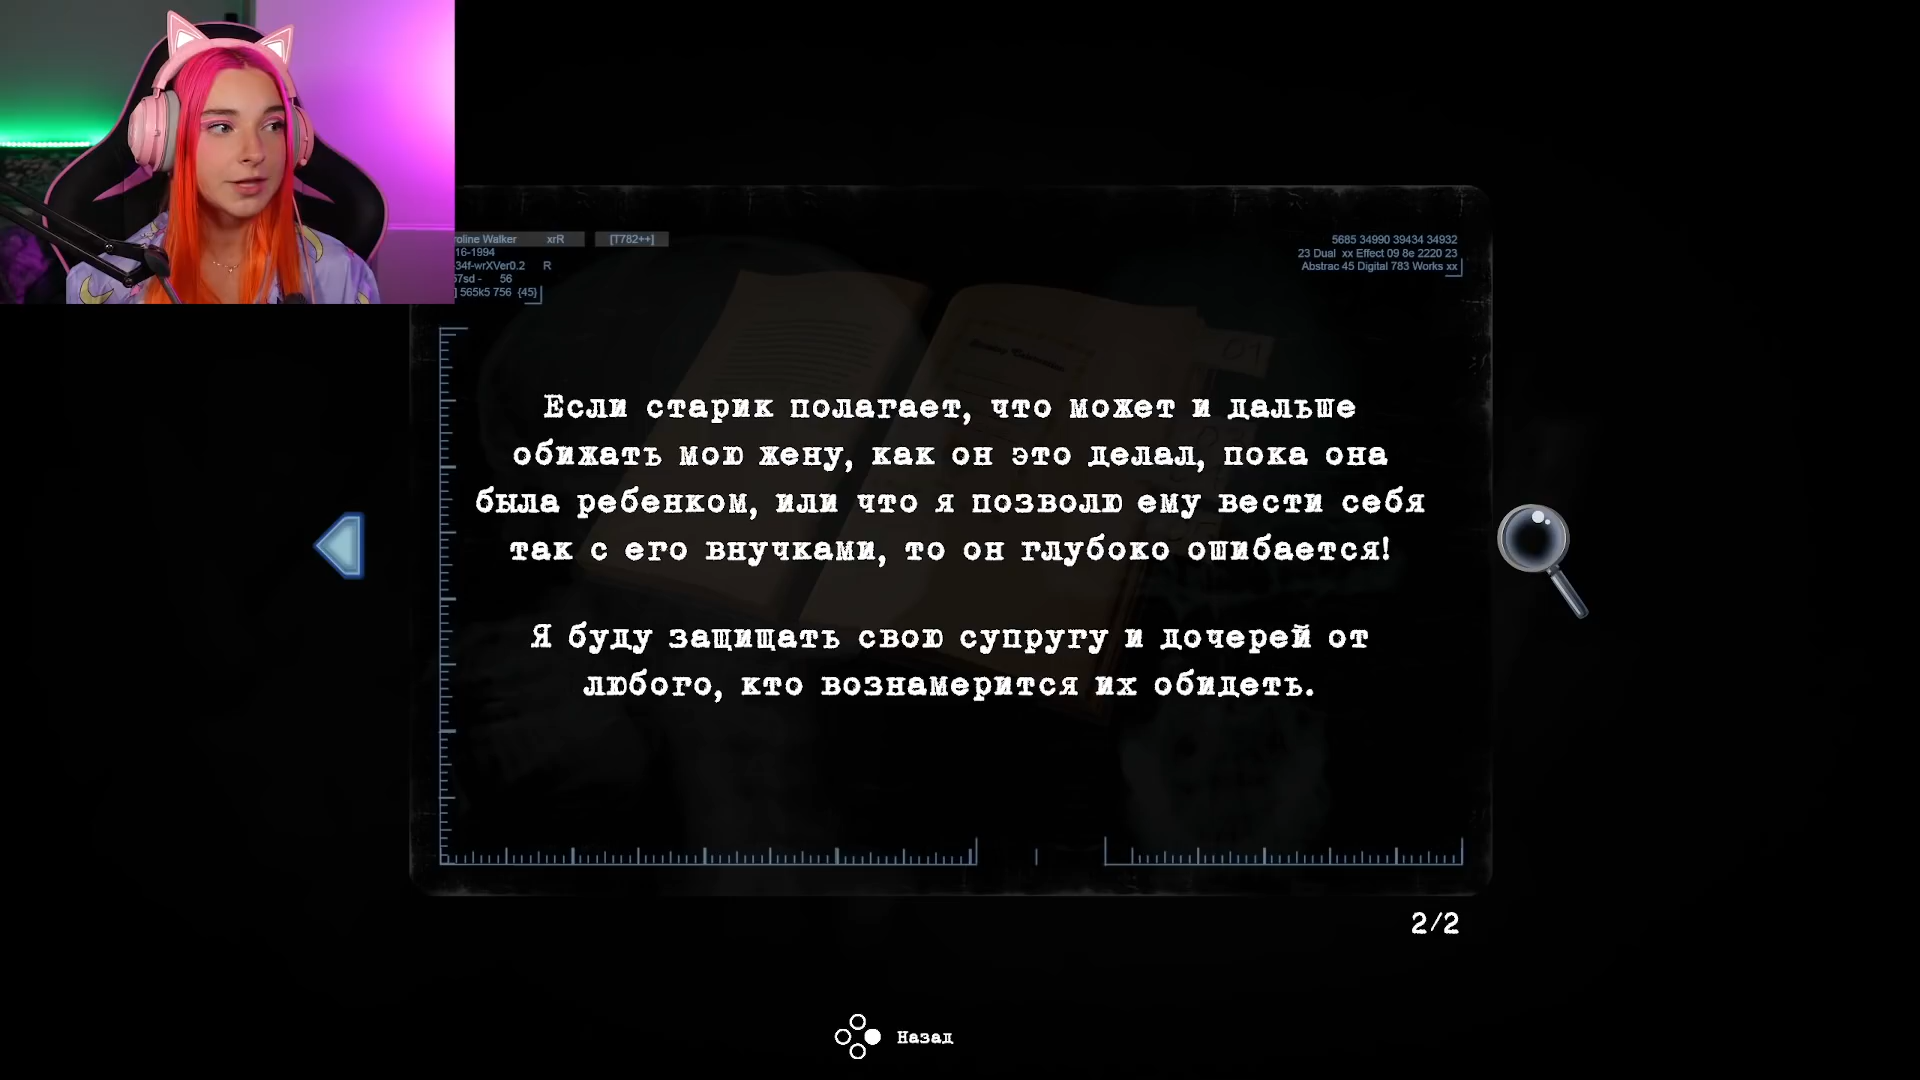 roline Walker xrR [T782++]
16-1994
34f-wrXVer0.2 R
57sd - 56
] 565k5 756 {45}
5685 34990 39434 34932
23 Dual xx Effect 09 8e 2220 23
Abstrac 45 Digital 783 Works xx
Если старик полагает, что может и дальше
обижать мою жену, как он это делал, пока она
была ребенком, или что я позволю ему вести себя
так с его внучками, то он глубоко ошибается!
Я буду защищать свою супругу и дочерей от
любого, кто вознамерится их обидеть.
2/2
Назад